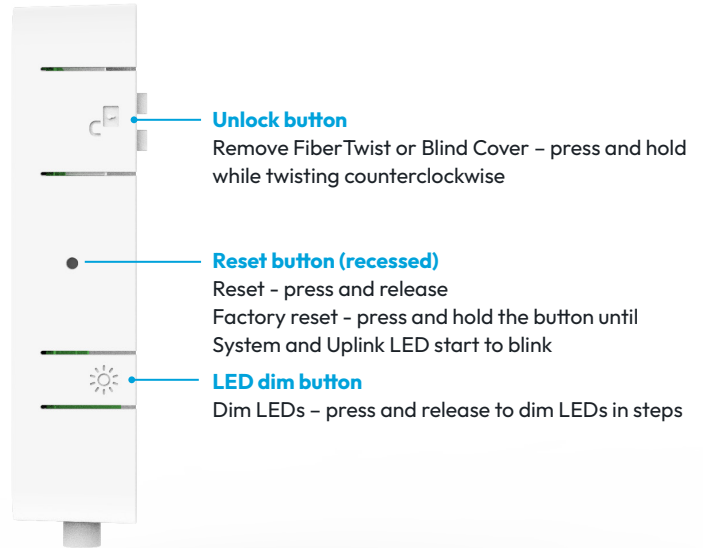 Unlock button
Remove FiberTwist or Blind Cover – press and hold
while twisting counterclockwise
Reset button (recessed)
Reset - press and release
Factory reset - press and hold the button until
System and Uplink LED start to blink
LED dim button
Dim LEDs – press and release to dim LEDs in steps